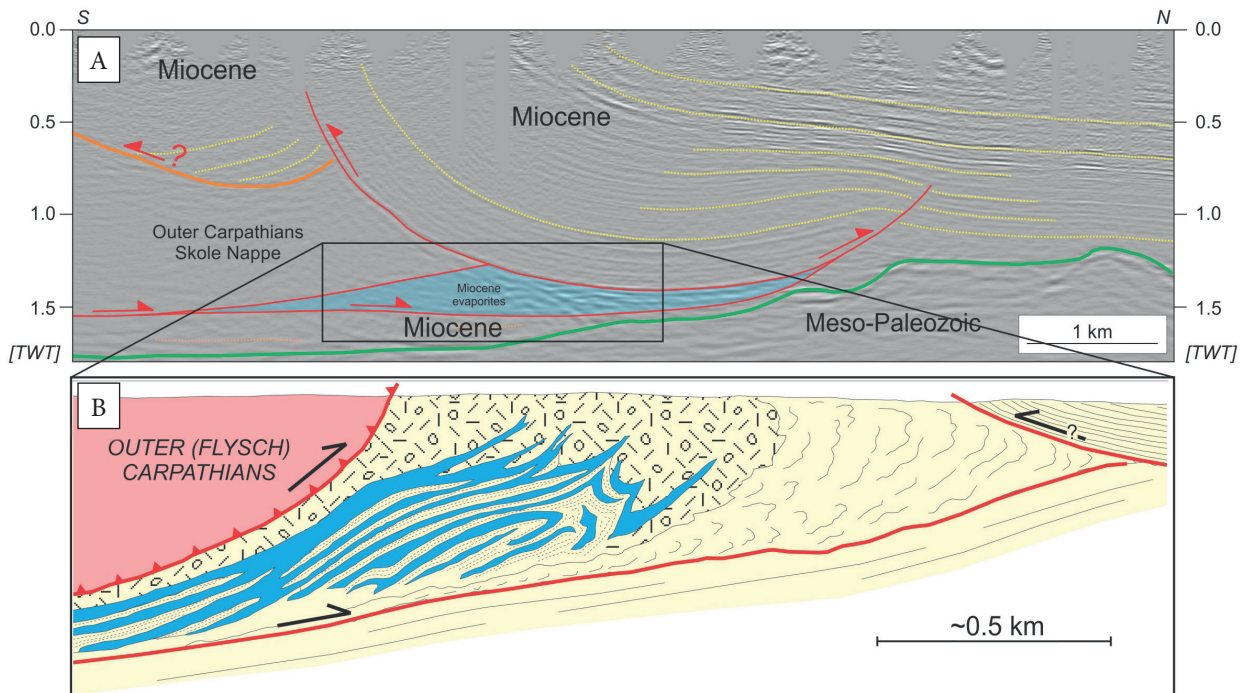 S
N
0.0
0.0
A
Miocene
Miocene
0.5
0.5
?
1.0
1.0
Outer Carpathians
Skole Nappe
Miocene
evaporites
1.5
1.5
Miocene
Meso-Paleozoic
1 km
[TWT]
[TWT]
B
OUTER (FLYSCH)
CARPATHIANS
?
~0.5 km